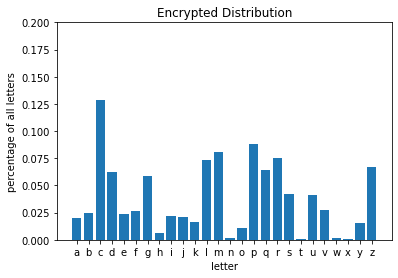 Encrypted Distribution
percentage of all letters
0.200
0.175
0.150
0.125
0.100
0.075
0.050
0.025
0.000
a b c d e f g h i j k l m n o p q r s t u v w x y z
letter